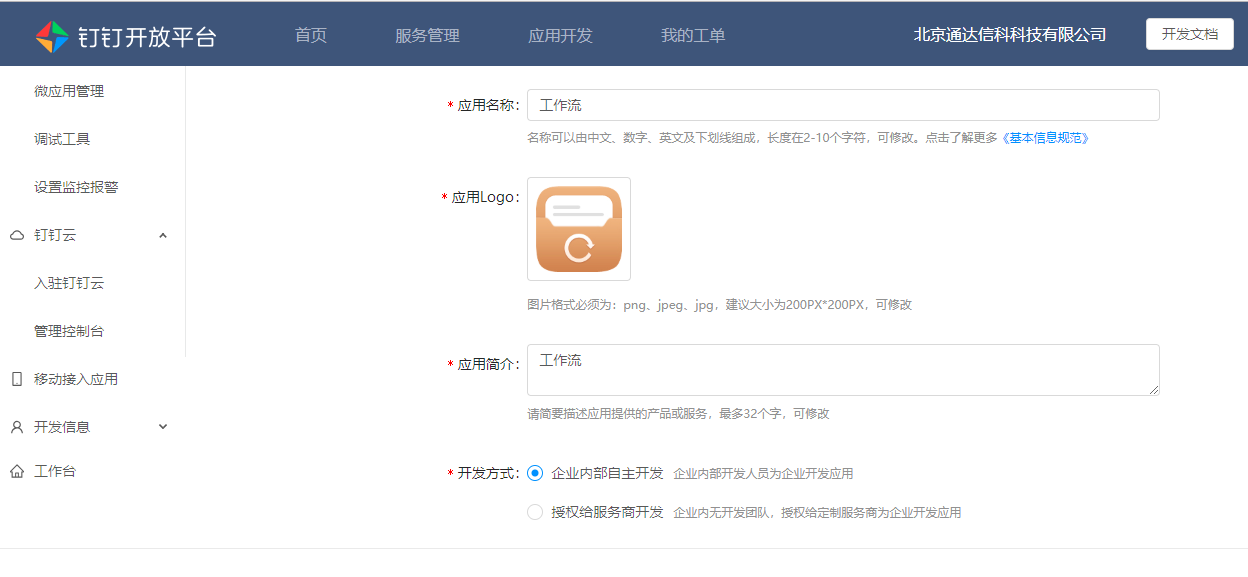 钉钉开放平台 首页 服务管理 应用开发 我的工单 北京通达信科科技有限公司 开发文档
微应用管理
调试工具
设置监控报警
钉钉云
入驻钉钉云
管理控制台
移动接入应用
开发信息
工作台
* 应用名称: 工作流
名称可以由中文、数字、英文及下划线组成，长度在2-10个字符，可修改。点击了解更多《基本信息规范》
* 应用Logo:
图片格式必须为：png、jpeg、jpg，建议大小为200PX*200PX，可修改
* 应用简介: 工作流
请简要描述应用提供的产品或服务，最多32个字，可修改
* 开发方式: 企业内部自主开发 企业内部开发人员为企业开发应用
授权给服务商开发 企业内无开发团队，授权给定制服务商为企业开发应用